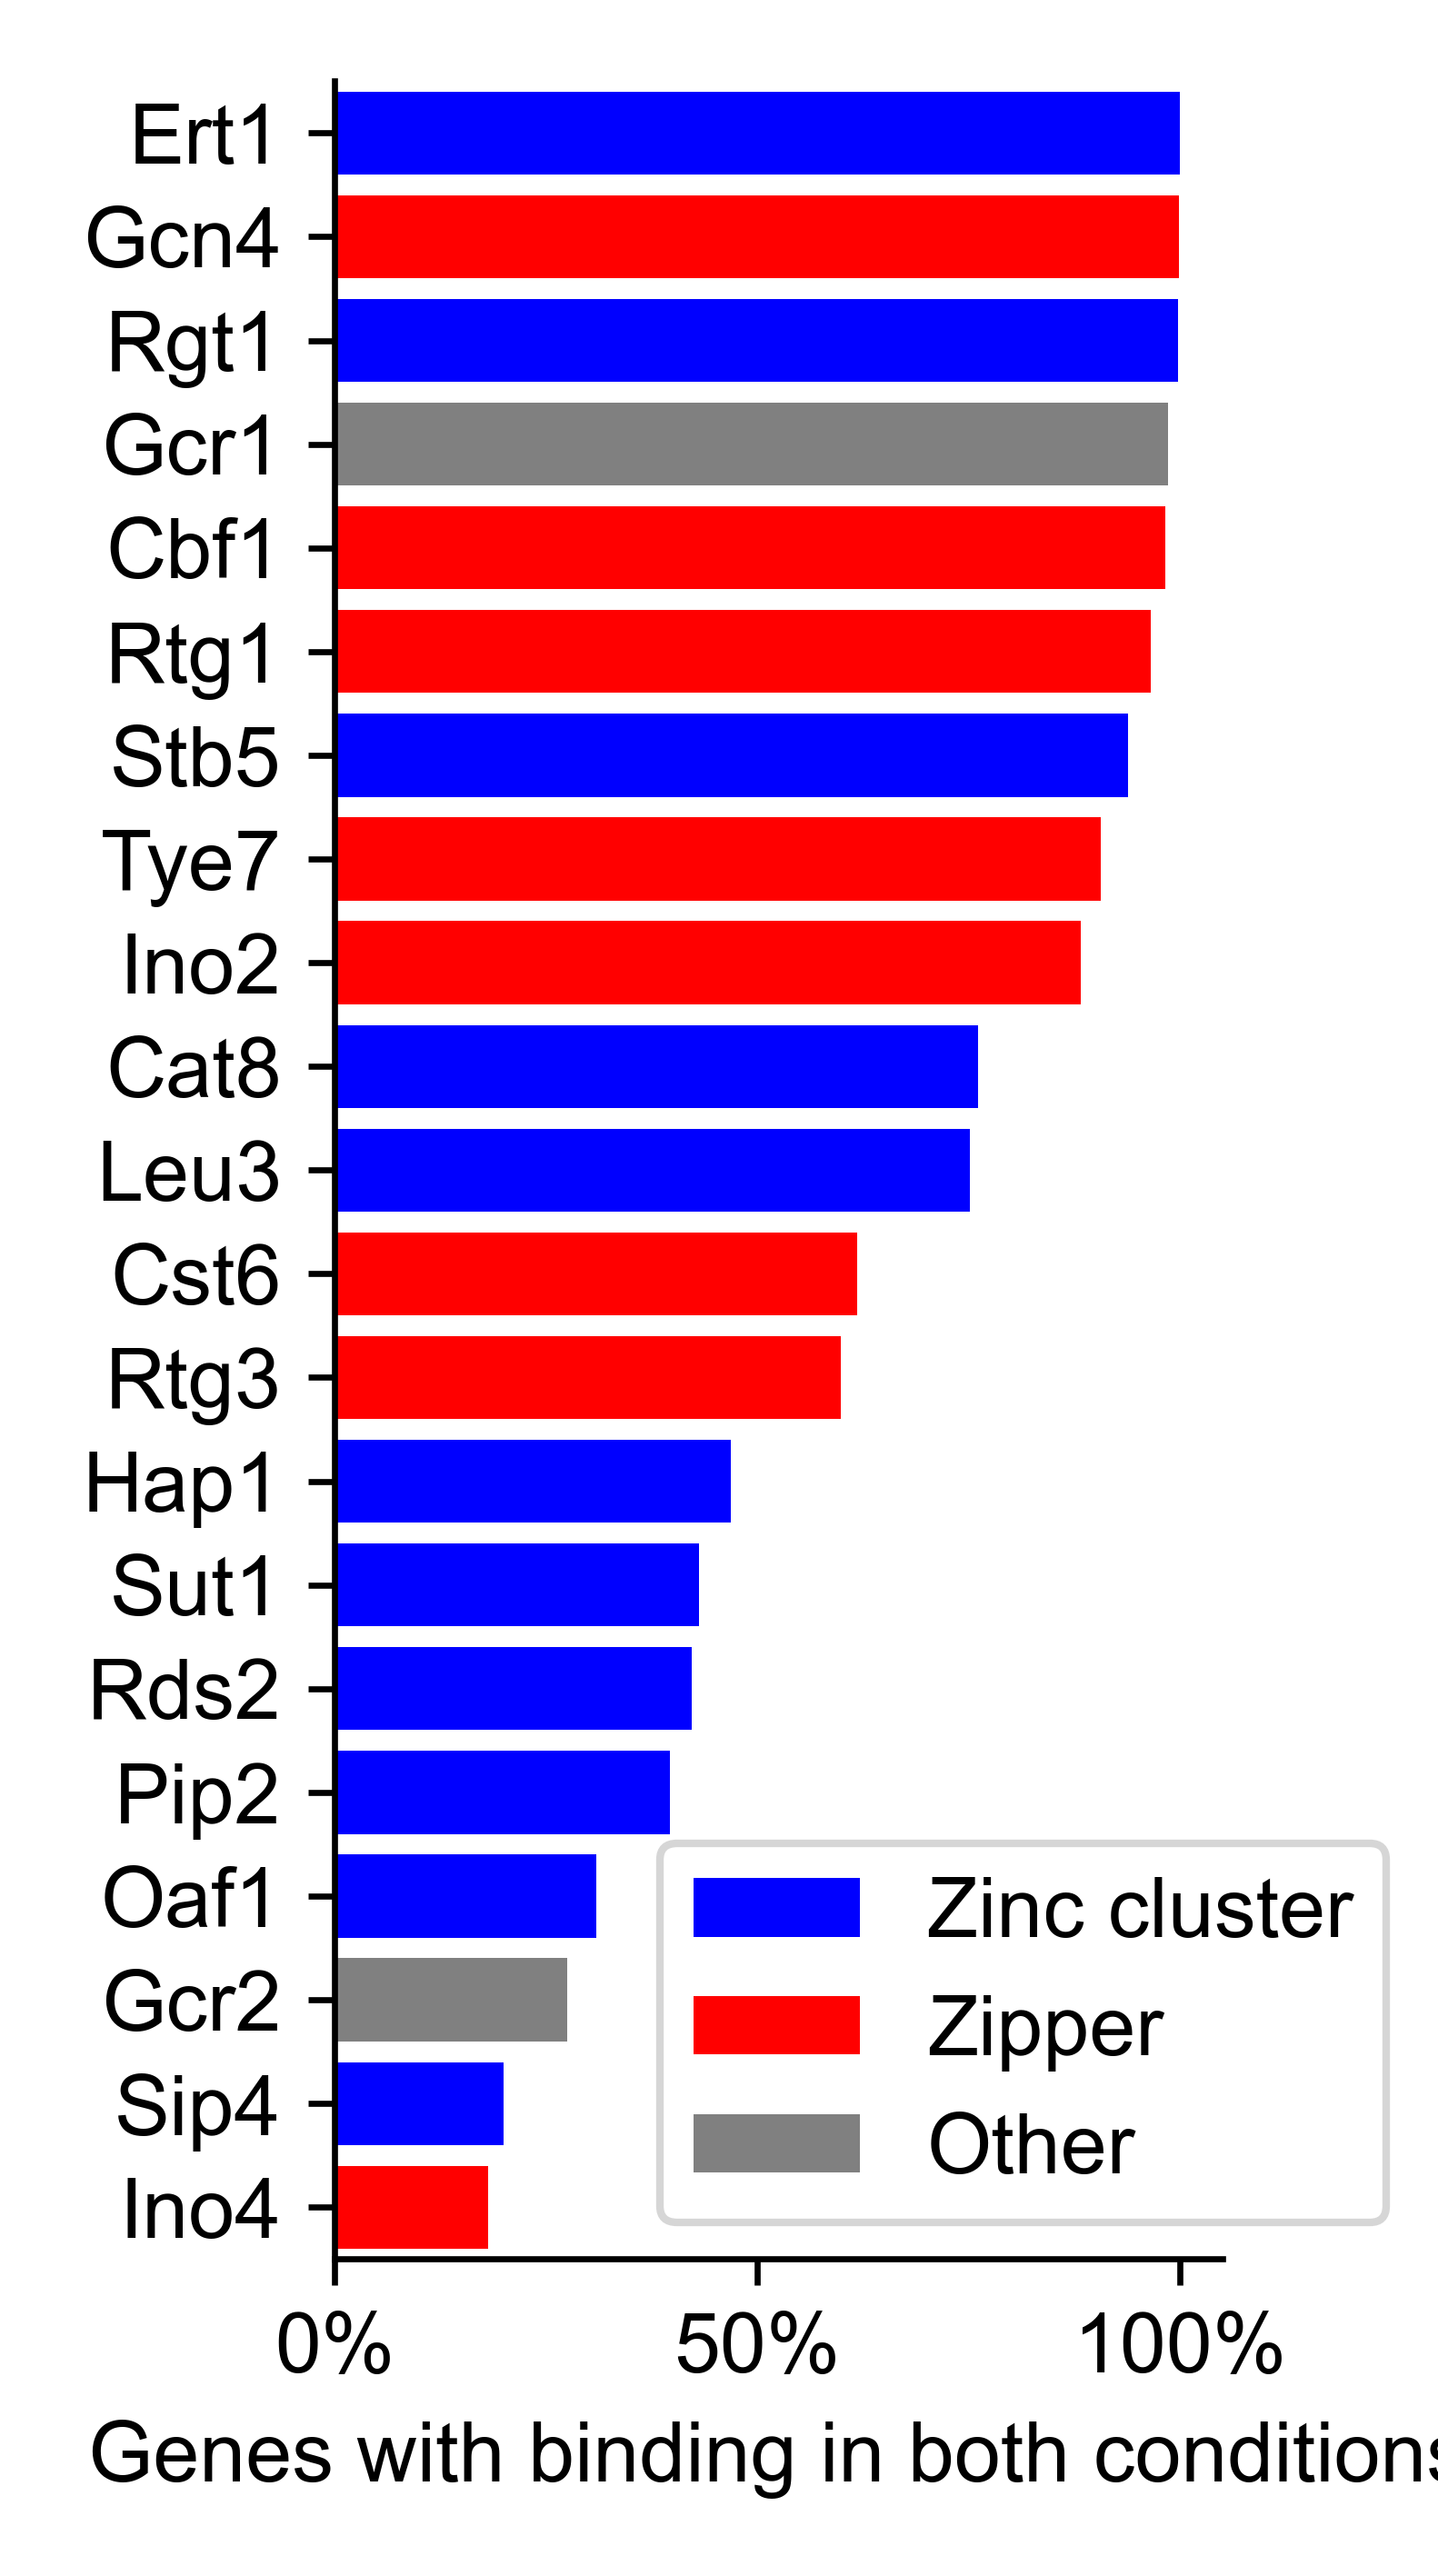 Ert1
Gcn4
Rgt1
Gcr1
Cbf1
Rtg1
Stb5
Tye7
Ino2
Cat8
Leu3
Cst6
Rtg3
Hap1
Sut1
Rds2
Pip2
Oaf1
Gcr2
Sip4
Ino4
Zinc cluster
Zipper
Other
0% 50% 100%
Genes with binding in both conditions